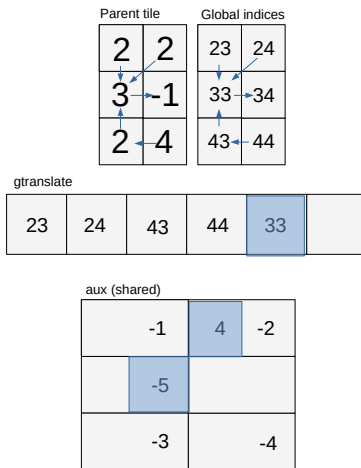 Parent tile Global indices
2 2 23 24
3 -1 33 34
2 4 43 44
gtranslate
23 24 43 44 33
aux (shared)
-1 4 -2
-5
-3 -4